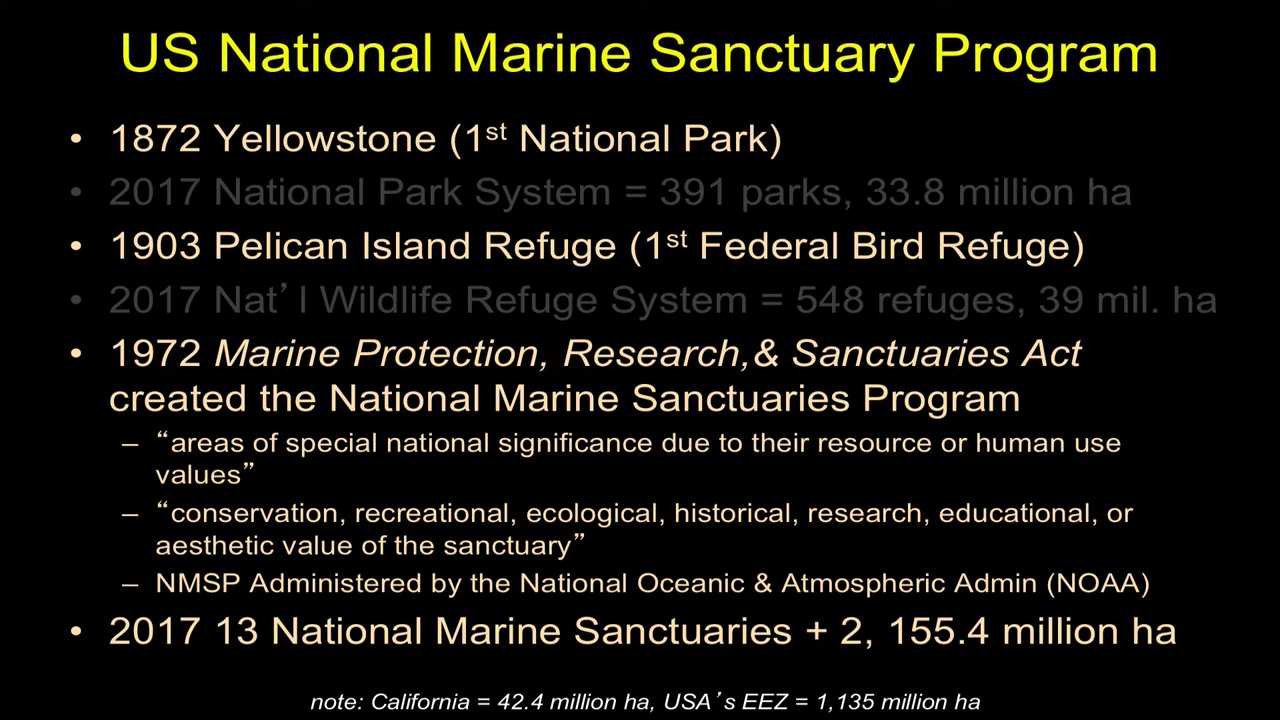 US National Marine Sanctuary Program
• 1872 Yellowstone (1st National Park)
• 2017 National Park System = 391 parks, 33.8 million ha
• 1903 Pelican Island Refuge (1st Federal Bird Refuge)
• 2017 Nat’l Wildlife Refuge System = 548 refuges, 39 mil. ha
• 1972 Marine Protection, Research,& Sanctuaries Act
created the National Marine Sanctuaries Program
– “areas of special national significance due to their resource or human use
values”
– “conservation, recreational, ecological, historical, research, educational, or
aesthetic value of the sanctuary”
– NMSP Administered by the National Oceanic & Atmospheric Admin (NOAA)
• 2017 13 National Marine Sanctuaries + 2, 155.4 million ha
note: California = 42.4 million ha, USA’s EEZ = 1,135 million ha